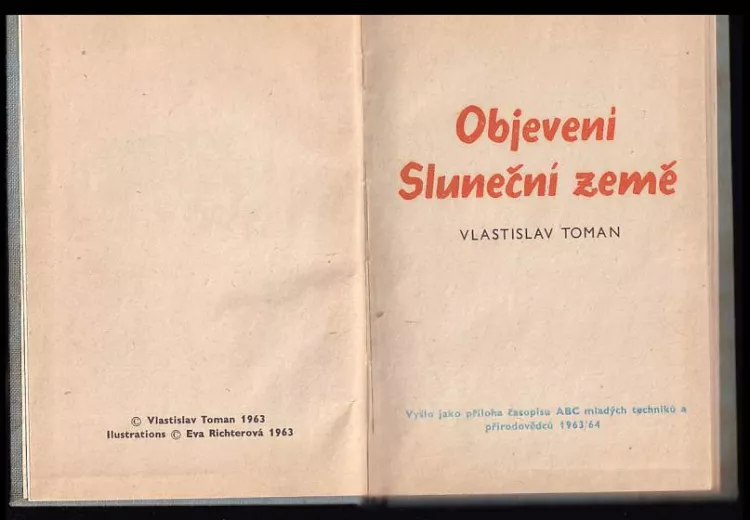 © Vlastislav Toman 1963
Ilustrations © Eva Richterová 1963
Objeveni
Sluneční země
VLASTISLAV TOMAN
Vyšlo jako příloha časopisu ABC mladých techniků a
přírodovědců 1963/64